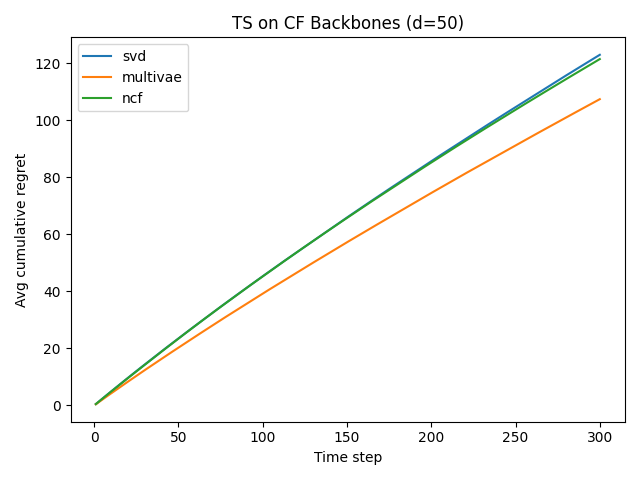 TS on CF Backbones (d=50)
svd
multivae
ncf
Avg cumulative regret
120
100
80
60
40
20
0
0 50 100 150 200 250 300
Time step